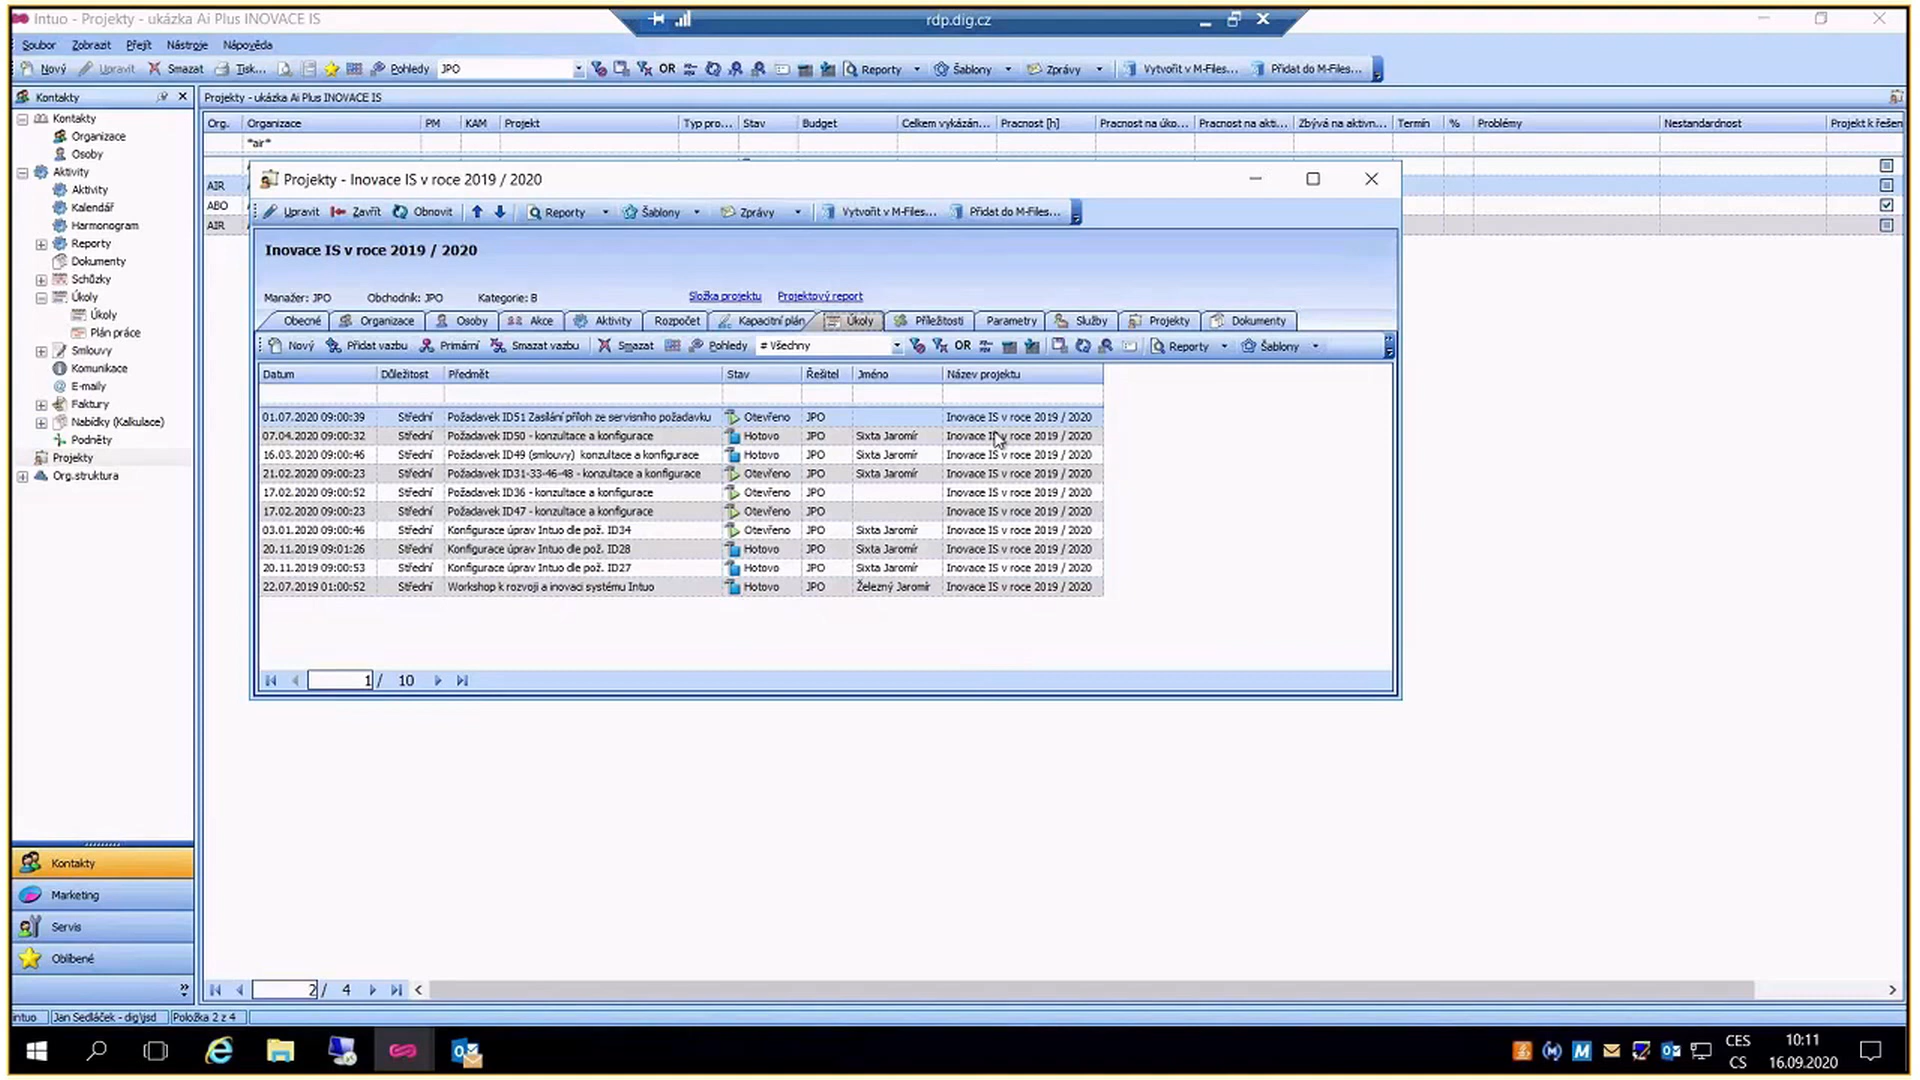 Intuo - Projekty - ukázka Ai Plus INOVACE IS
rdp.dig.cz
Soubor Zobrazit Přejít Nástroje Nápověda
Nový Upravit Smazat Tisk... Pohledy JPO OR Reporty Šablony Zprávy Vytvořit v M-Files... Přidat do M-Files...
Kontakty
Kontakty
Organizace
Osoby
Aktivity
Aktivity
Kalendář
Harmonogram
Reporty
Dokumenty
Schůzky
Úkoly
Úkoly
Plán práce
Smlouvy
Komunikace
E-maily
Faktury
Nabídky (Kalkulace)
Podněty
Projekty
Org.struktura
Kontakty
Marketing
Servis
Oblíbené
Projekty - ukázka Ai Plus INOVACE IS
Org. Organizace PM KAM Projekt Typ pro... Stav Budget Celkem vykázán... Pracnost [h] Pracnost na úko... Pracnost na akti... Zbývá na aktivn... Termín % Problémy Nestandardnost Projekt k řešen
*air*
AIR
ABO
AIR
Projekty - Inovace IS v roce 2019 / 2020
Upravit Zavřít Obnovit Reporty Šablony Zprávy Vytvořit v M-Files... Přidat do M-Files...
Inovace IS v roce 2019 / 2020
Manažer: JPO Obchodník: JPO Kategorie: B Složka projektu Projektový report
Obecné Organizace Osoby Akce Aktivity Rozpočet Kapacitní plán Úkoly Příležitosti Parametry Služby Projekty Dokumenty
Nový Přidat vazbu Primární Smazat vazbu Smazat Pohledy # Všechny OR Reporty Šablony
Datum Důležitost Předmět Stav Řešitel Jméno Název projektu
01.07.2020 09:00:39 Střední Požadavek ID51 Zasílání příloh ze servisního požadavku Otevřeno JPO Inovace IS v roce 2019 / 2020
07.04.2020 09:00:32 Střední Požadavek ID50 - konzultace a konfigurace Hotovo JPO Sixta Jaromír Inovace IS v roce 2019 / 2020
16.03.2020 09:00:46 Střední Požadavek ID49 (smlouvy) konzultace a konfigurace Hotovo JPO Sixta Jaromír Inovace IS v roce 2019 / 2020
21.02.2020 09:00:23 Střední Požadavek ID31-33-46-48 - konzultace a konfigurace Otevřeno JPO Sixta Jaromír Inovace IS v roce 2019 / 2020
17.02.2020 09:00:52 Střední Požadavek ID36 - konzultace a konfigurace Otevřeno JPO Inovace IS v roce 2019 / 2020
17.02.2020 09:00:23 Střední Požadavek ID47 - konzultace a konfigurace Otevřeno JPO Inovace IS v roce 2019 / 2020
03.01.2020 09:00:46 Střední Konfigurace úprav Intuo dle pož. ID34 Otevřeno JPO Sixta Jaromír Inovace IS v roce 2019 / 2020
20.11.2019 09:01:26 Střední Konfigurace úprav Intuo dle pož. ID28 Hotovo JPO Sixta Jaromír Inovace IS v roce 2019 / 2020
20.11.2019 09:00:53 Střední Konfigurace úprav Intuo dle pož. ID27 Hotovo JPO Sixta Jaromír Inovace IS v roce 2019 / 2020
22.07.2019 01:00:52 Střední Workshop k rozvoji a inovaci systému Intuo Hotovo JPO Železný Jaromír Inovace IS v roce 2019 / 2020
1 / 10
2 / 4
intuo Jan Sedláček - dig\jsd Položka 2 z 4
CES 10:11
CS 16.09.2020